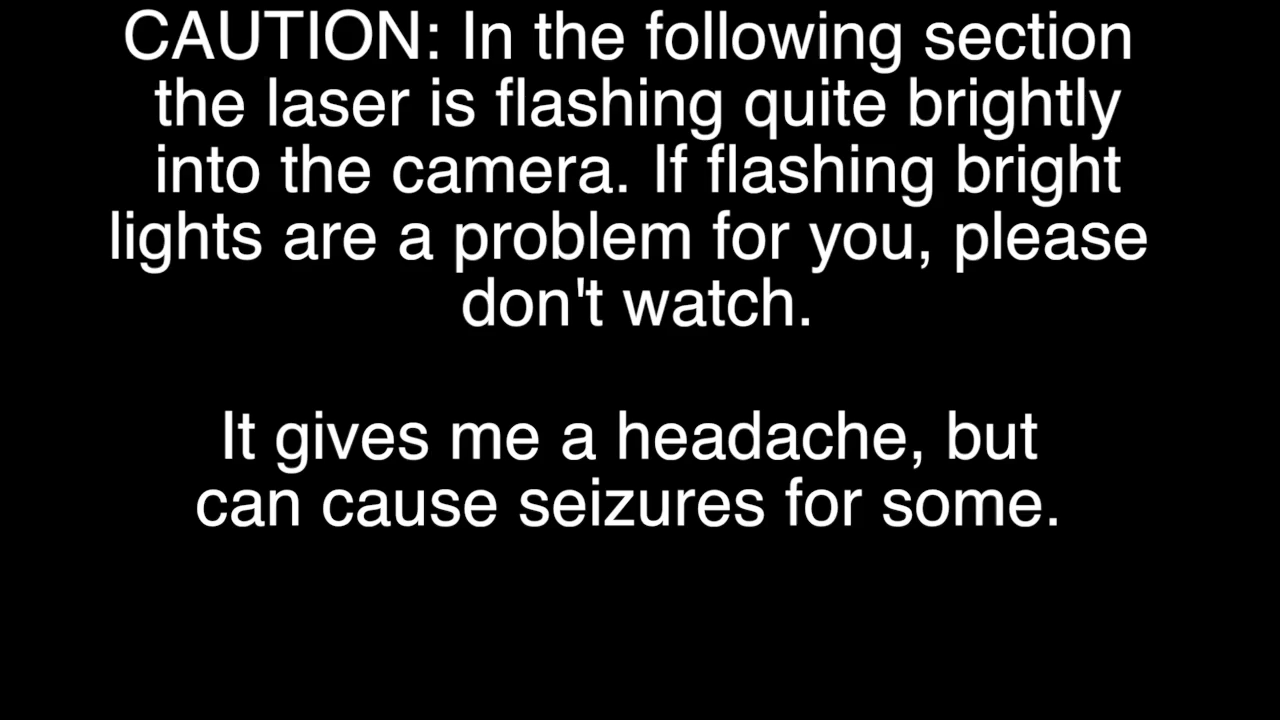 CAUTION: In the following section
the laser is flashing quite brightly
into the camera. If flashing bright
lights are a problem for you, please
don't watch.
It gives me a headache, but
can cause seizures for some.